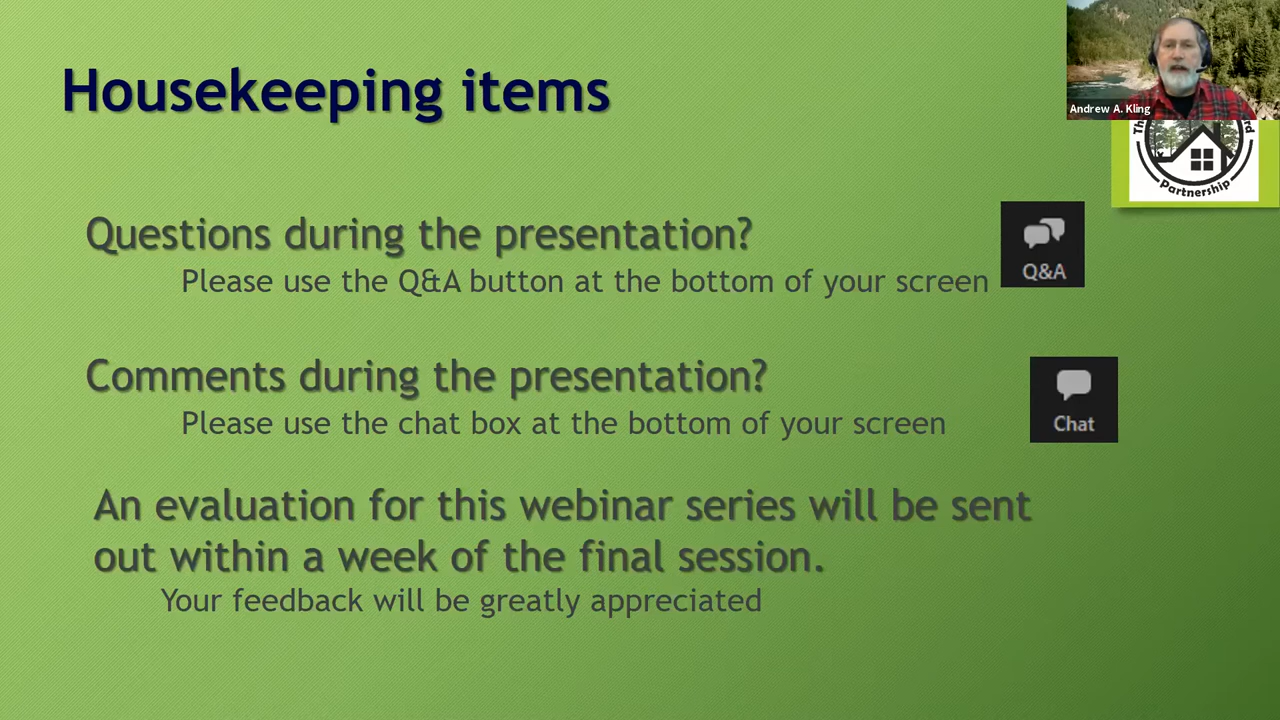 Housekeeping items
Andrew A. Kling
Partnership
Questions during the presentation?
Please use the Q&A button at the bottom of your screen
Q&A
Comments during the presentation?
Please use the chat box at the bottom of your screen
Chat
An evaluation for this webinar series will be sent
out within a week of the final session.
Your feedback will be greatly appreciated